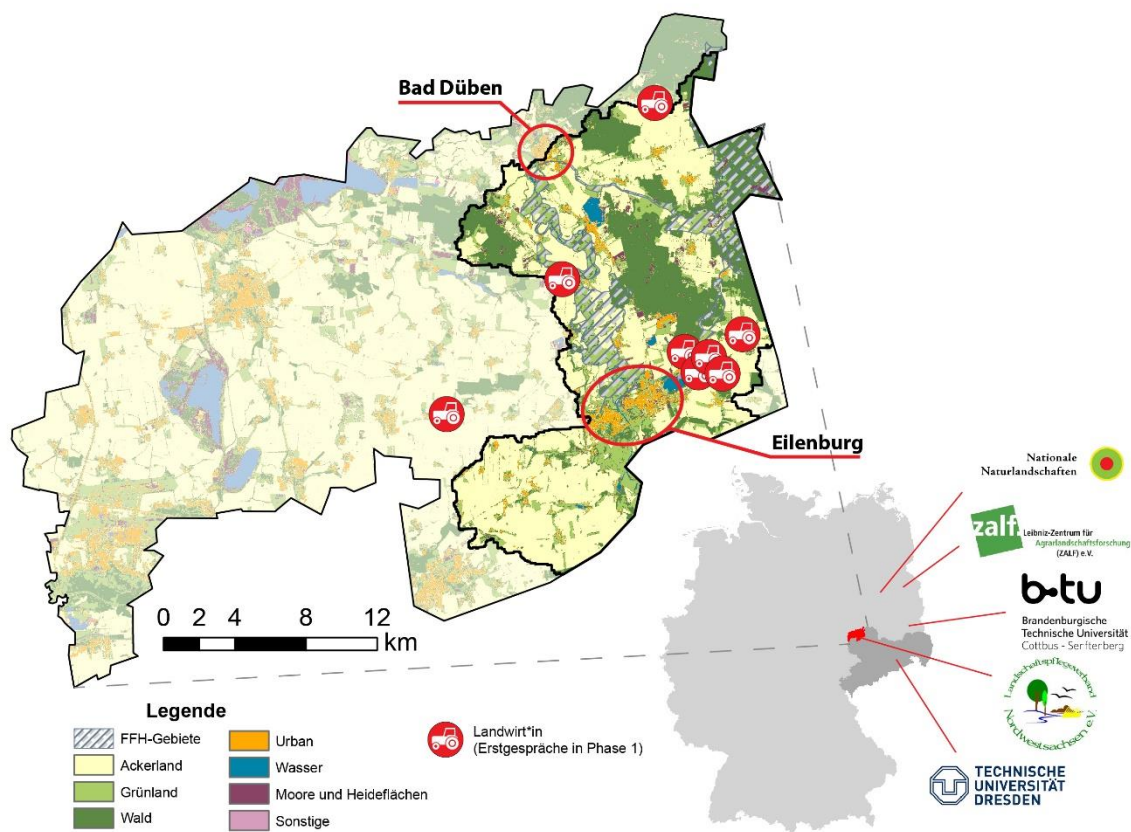 Bad Düben
Eilenburg
0 2 4 8 12
km
Legende
FFH-Gebiete
Ackerland
Grünland
Wald
Urban
Wasser
Moore und Heideflächen
Sonstige
Landwirt*in
(Erstgespräche in Phase 1)
Nationale
Naturlandschaften
zalf.
Leibniz-Zentrum für
Agrarlandschaftsforschung
(ZALF) e.V.
b-tu
Brandenburgische
Technische Universität
Cottbus - Senftenberg
Landschaftspflegeverband
Nordwestsachsen e.V.
TECHNISCHE
UNIVERSITÄT
DRESDEN